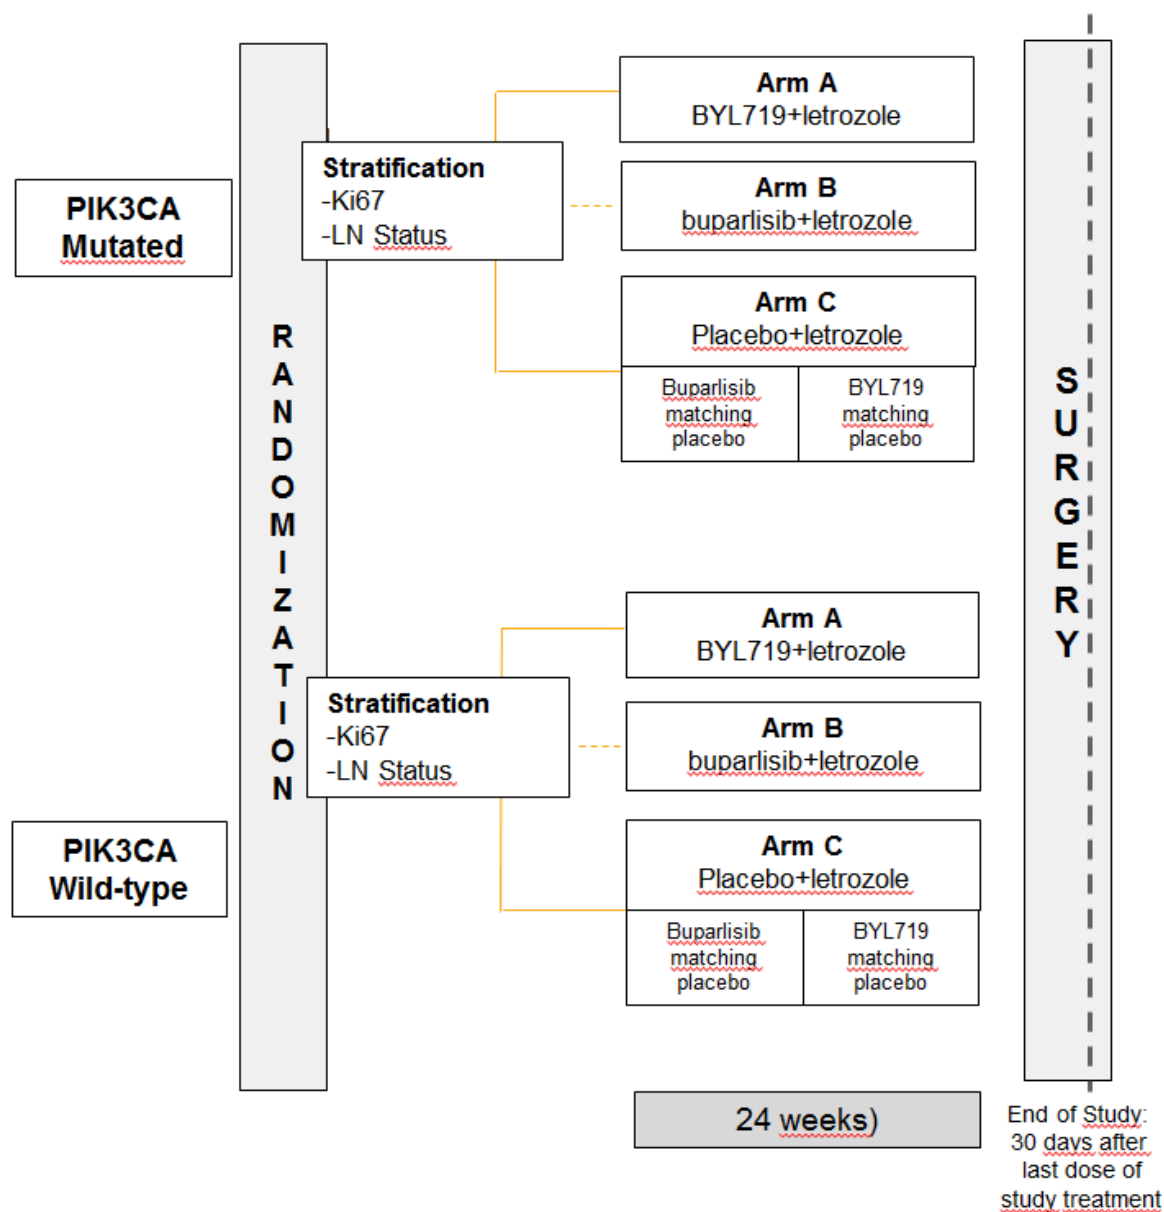 PIK3CA
Mutated
PIK3CA
Wild-type
RANDOMIZATION
Stratification
-Ki67
-LN Status
Arm A
BYL719+letrozole
Arm B
buparlisib+letrozole
Arm C
Placebo+letrozole
Buparlisib
matching
placebo
BYL719
matching
placebo
Stratification
-Ki67
-LN Status
Arm A
BYL719+letrozole
Arm B
buparlisib+letrozole
Arm C
Placebo+letrozole
Buparlisib
matching
placebo
BYL719
matching
placebo
24 weeks)
SURGERY
End of Study:
30 days after
last dose of
study treatment